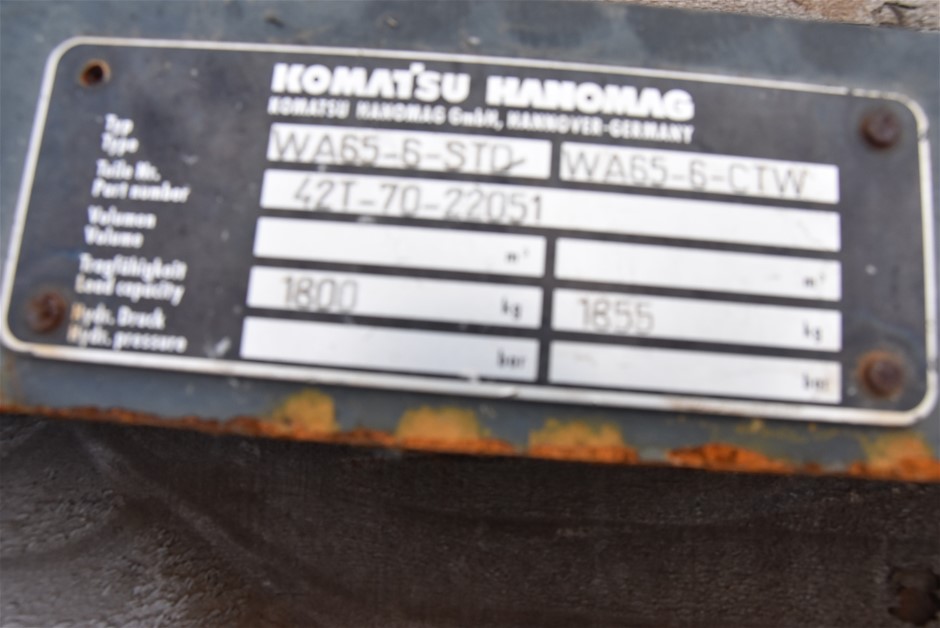 KOMATSU HANOMAG
KOMATSU HANOMAG GmbH, HANNOVER-GERMANY
Typ
Type
WA65-6-STD WA65-6-CTW
Teile Nr.
Part number
42T-70-22051
Volumen
Volume
m³ m³
Tragfähigkeit
Load capacity
1800 kg 1855 kg
Hydr. Druck
Hydr. pressure
bar bar